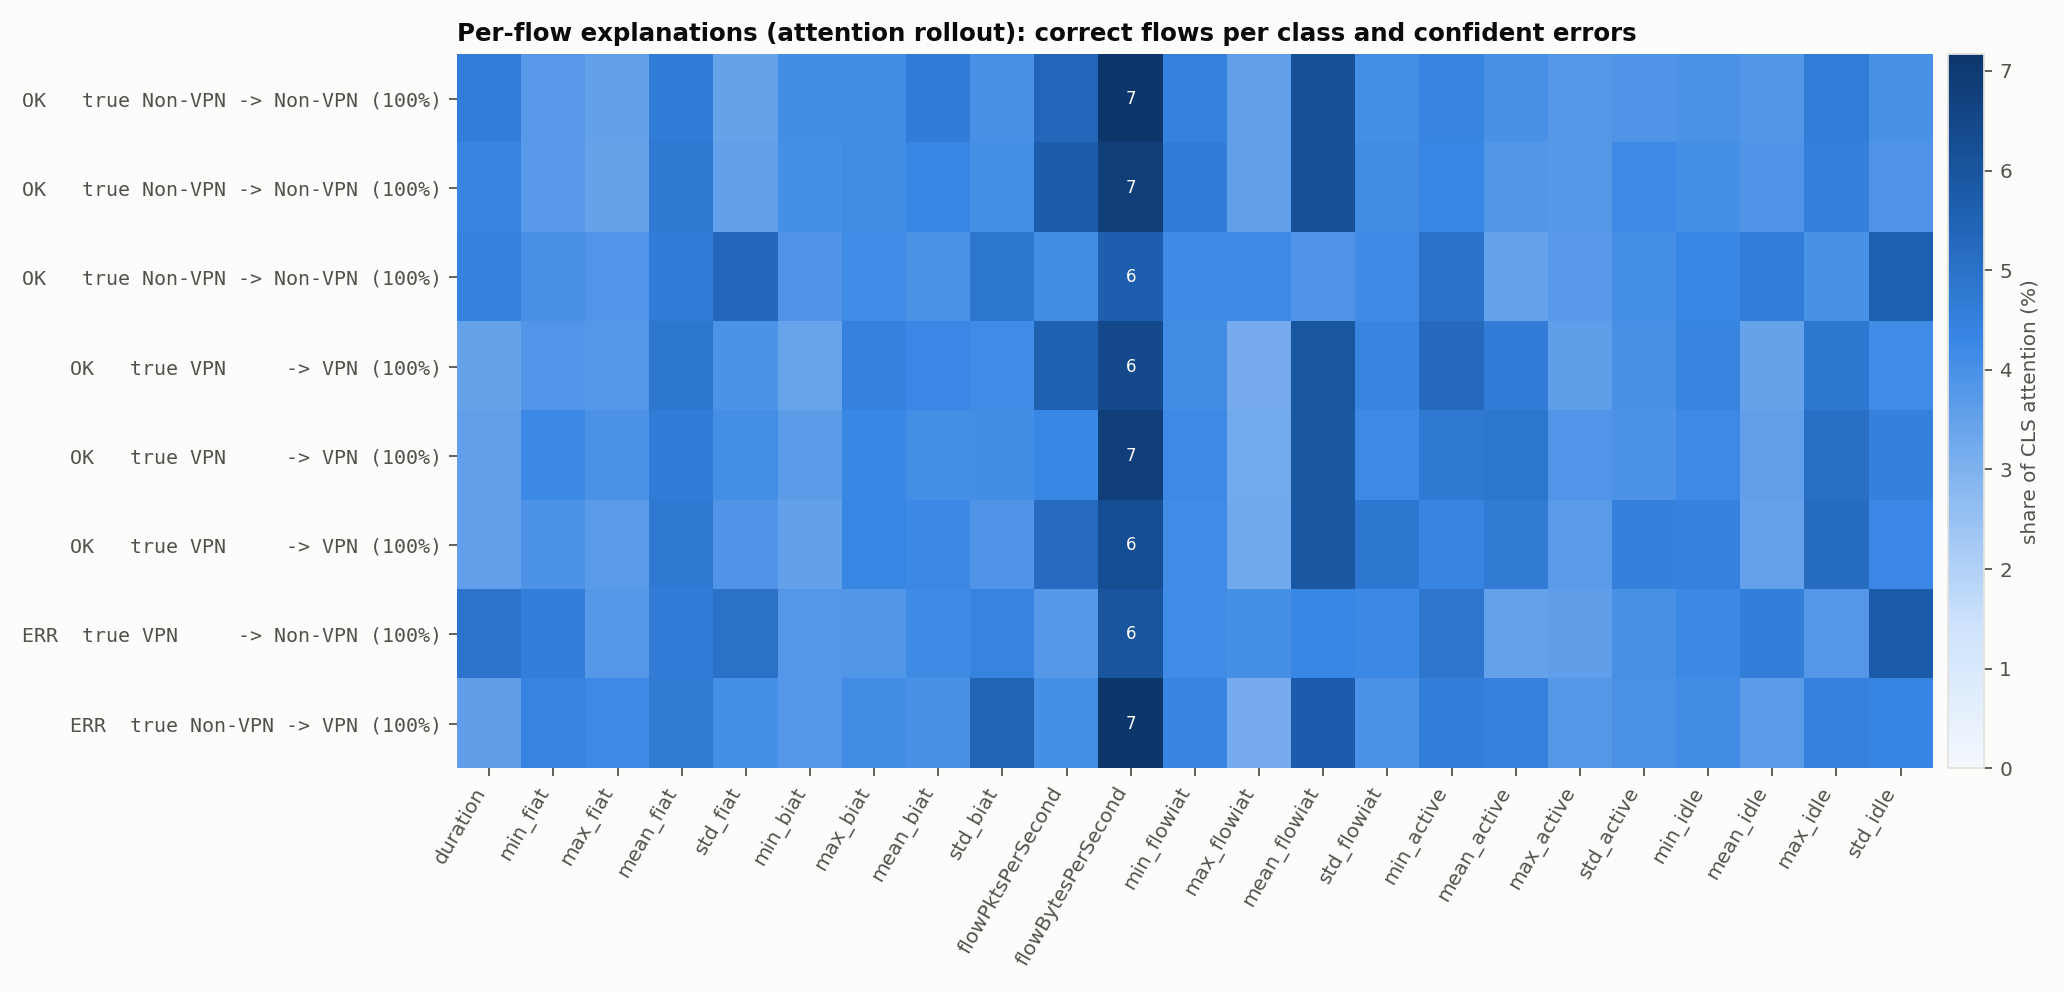 Per-flow explanations (attention rollout): correct flows per class and confident errors
OK   true Non-VPN -> Non-VPN (100%)
OK   true Non-VPN -> Non-VPN (100%)
OK   true Non-VPN -> Non-VPN (100%)
OK   true VPN     -> VPN (100%)
OK   true VPN     -> VPN (100%)
OK   true VPN     -> VPN (100%)
ERR  true VPN     -> Non-VPN (100%)
ERR  true Non-VPN -> VPN (100%)
7
7
6
6
7
6
6
7
duration
min_fiat
max_fiat
mean_fiat
std_fiat
min_biat
max_biat
mean_biat
std_biat
flowPktsPerSecond
flowBytesPerSecond
min_flowiat
max_flowiat
mean_flowiat
std_flowiat
min_active
mean_active
max_active
std_active
min_idle
mean_idle
max_idle
std_idle
7
6
5
4
3
2
1
0
share of CLS attention (%)